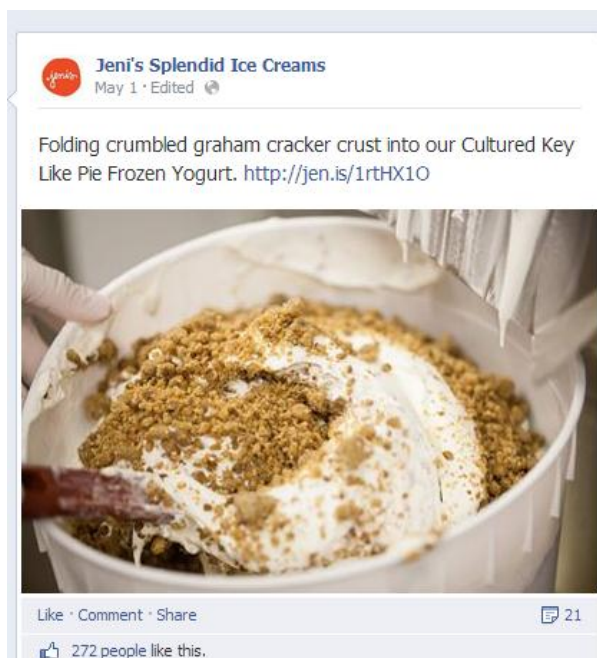 jenis
Jeni's Splendid Ice Creams
May 1 · Edited
Folding crumbled graham cracker crust into our Cultured Key
Like Pie Frozen Yogurt. http://jen.is/1rtHX1O
Like · Comment · Share
21
272 people like this.